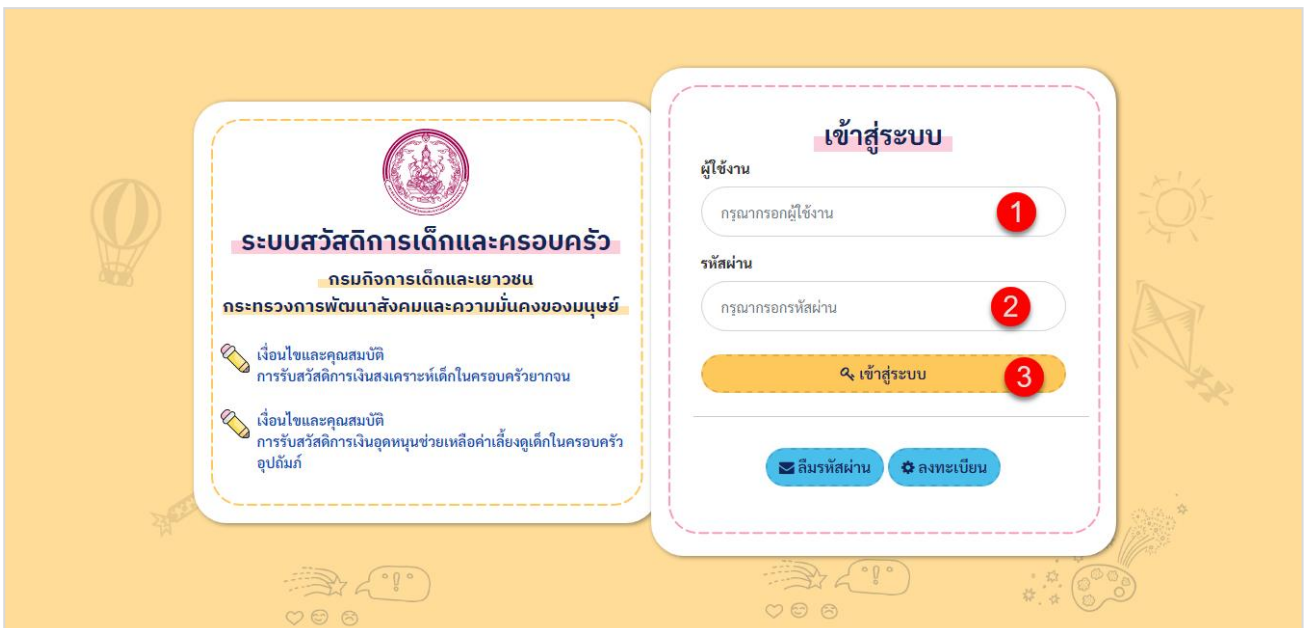 ระบบสวัสดิการเด็กและครอบครัว
กรมกิจการเด็กและเยาวชน
กระทรวงการพัฒนาสังคมและความมั่นคงของมนุษย์
เงื่อนไขและคุณสมบัติ
การรับสวัสดิการเงินสงเคราะห์เด็กในครอบครัวยากจน
เงื่อนไขและคุณสมบัติ
การรับสวัสดิการเงินอุดหนุนช่วยเหลือค่าเลี้ยงดูเด็กในครอบครัว
อุปถัมภ์
เข้าสู่ระบบ
ผู้ใช้งาน
กรุณากรอกผู้ใช้งาน 1
รหัสผ่าน
กรุณากรอกรหัสผ่าน 2
เข้าสู่ระบบ 3
ลืมรหัสผ่าน ลงทะเบียน